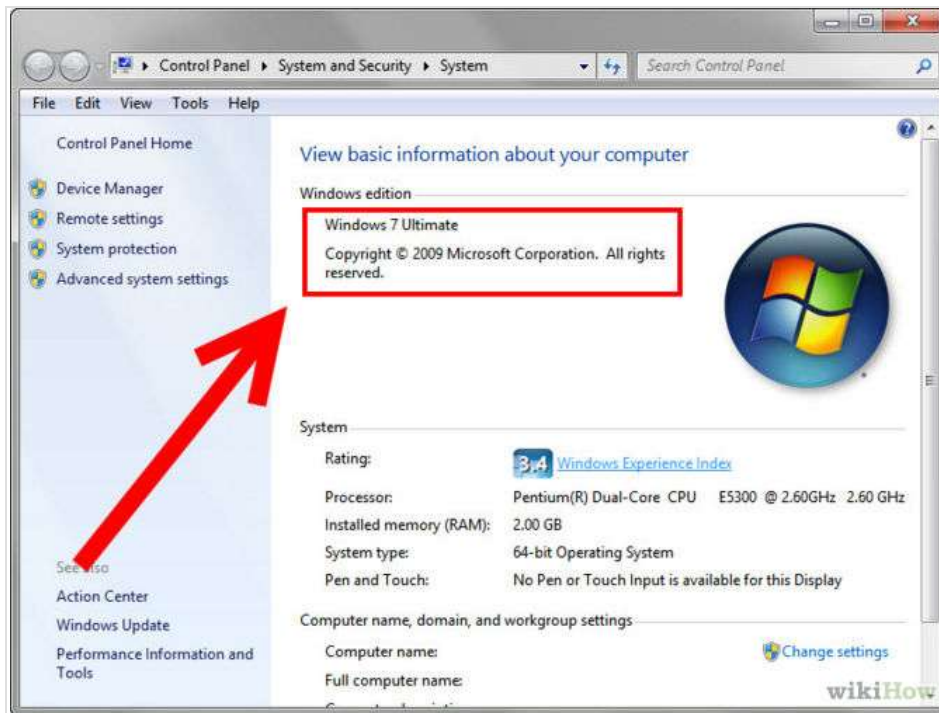 Control Panel ▸ System and Security ▸ System
Search Control Panel
File Edit View Tools Help
Control Panel Home
Device Manager
Remote settings
System protection
Advanced system settings
See also
Action Center
Windows Update
Performance Information and
Tools
View basic information about your computer
Windows edition
Windows 7 Ultimate
Copyright © 2009 Microsoft Corporation. All rights
reserved.
System
Rating:
3.4 Windows Experience Index
Processor: Pentium(R) Dual-Core CPU E5300 @ 2.60GHz 2.60 GHz
Installed memory (RAM): 2.00 GB
System type: 64-bit Operating System
Pen and Touch: No Pen or Touch Input is available for this Display
Computer name, domain, and workgroup settings
Computer name:
Change settings
Full computer name:
wikiHow